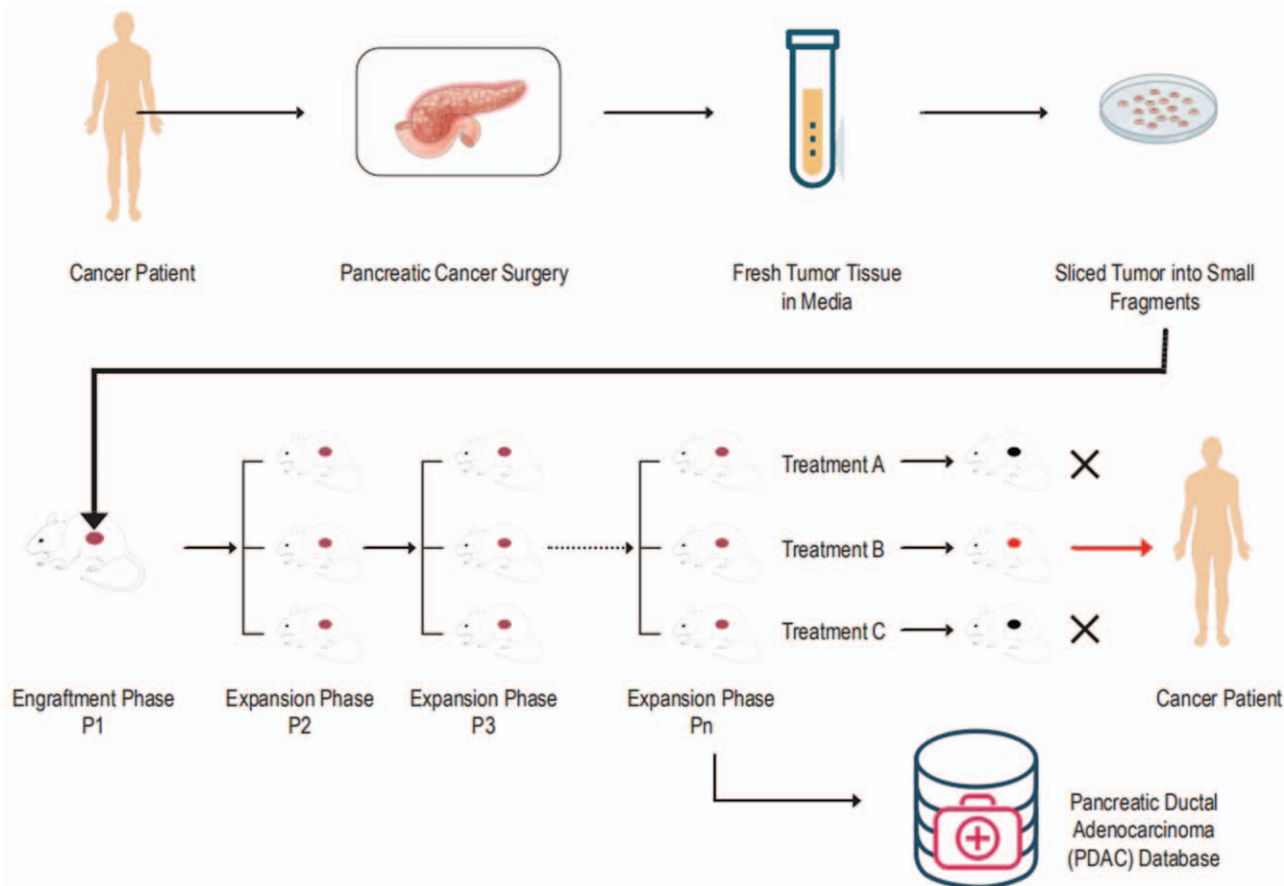 Cancer Patient
Pancreatic Cancer Surgery
Fresh Tumor Tissue
in Media
Sliced Tumor into Small
Fragments
Treatment A
Treatment B
Treatment C
Engraftment Phase
P1
Expansion Phase
P2
Expansion Phase
P3
Expansion Phase
Pn
Cancer Patient
Pancreatic Ductal
Adenocarcinoma
(PDAC) Database